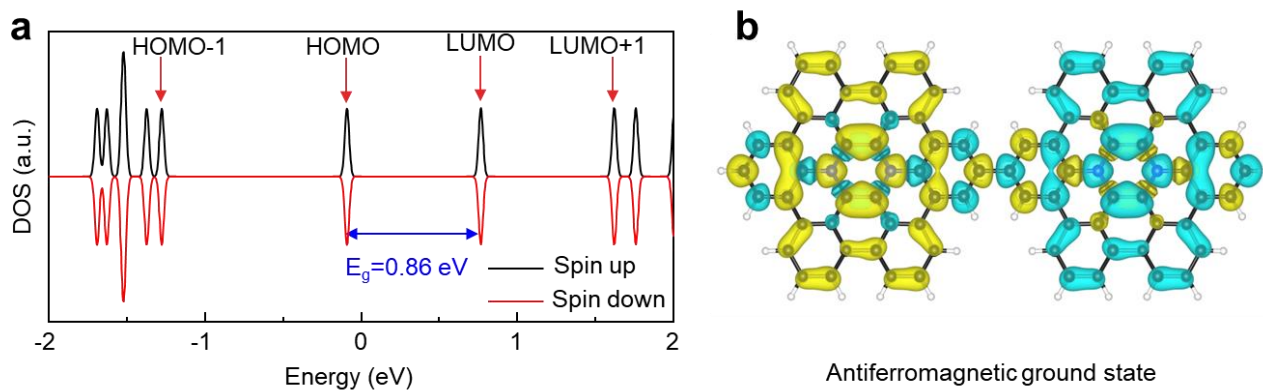 a
HOMO-1
HOMO
LUMO
LUMO+1
DOS (a.u.)
E_g=0.86 eV
Spin up
Spin down
-2
-1
0
1
2
Energy (eV)
b
Antiferromagnetic ground state